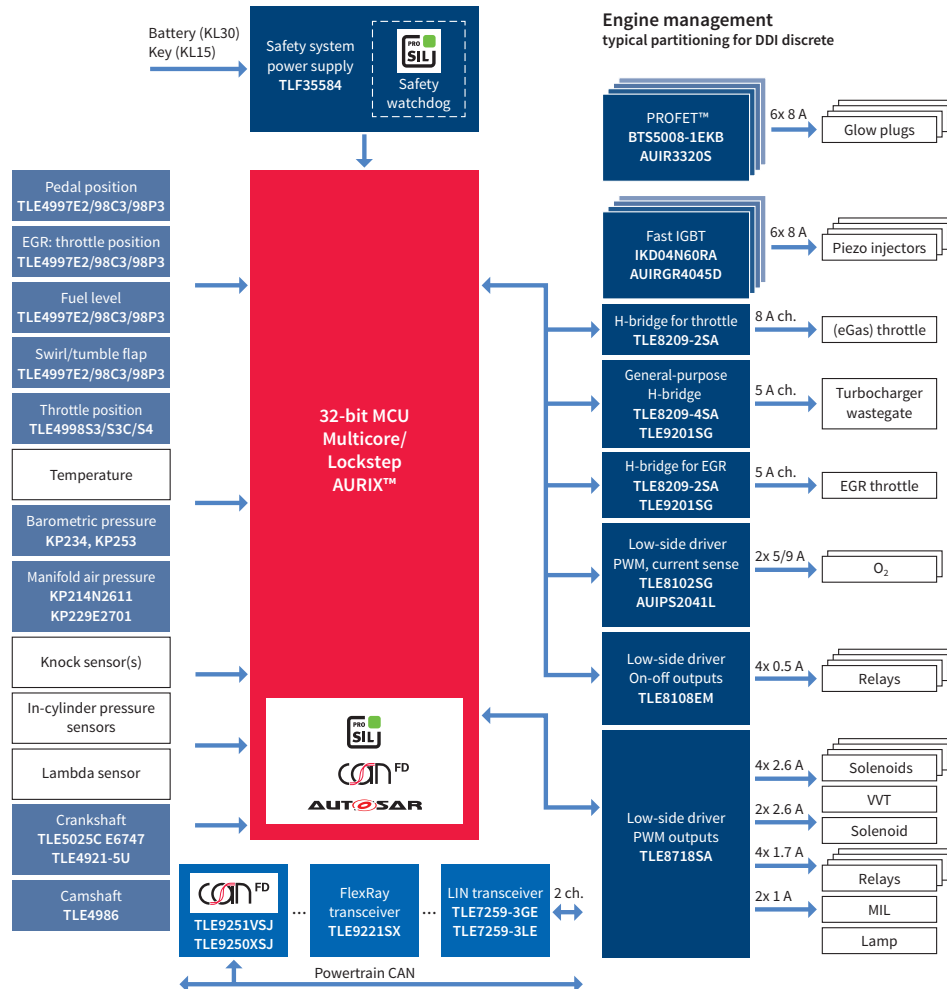 Engine management
typical partitioning for DDI discrete
Battery (KL30)
Key (KL15)
Safety system
power supply
TLF35584
PRO
SIL
Safety
watchdog
Pedal position
TLE4997E2/98C3/98P3
EGR: throttle position
TLE4997E2/98C3/98P3
Fuel level
TLE4997E2/98C3/98P3
Swirl/tumble flap
TLE4997E2/98C3/98P3
Throttle position
TLE4998S3/S3C/S4
Temperature
Barometric pressure
KP234, KP253
Manifold air pressure
KP214N2611
KP229E2701
Knock sensor(s)
In-cylinder pressure
sensors
Lambda sensor
Crankshaft
TLE5025C E6747
TLE4921-5U
Camshaft
TLE4986
32-bit MCU
Multicore/
Lockstep
AURIX™
PRO
SIL
CAN FD
AUTOSAR
CAN FD
TLE9251VSJ
TLE9250XSJ
...
FlexRay
transceiver
TLE9221SX
...
LIN transceiver
TLE7259-3GE
TLE7259-3LE
2 ch.
Powertrain CAN
PROFET™
BTS5008-1EKB
AUIR3320S
6x 8 A
Glow plugs
Fast IGBT
IKD04N60RA
AUIRGR4045D
6x 8 A
Piezo injectors
H-bridge for throttle
TLE8209-2SA
8 A ch.
(eGas) throttle
General-purpose
H-bridge
TLE8209-4SA
TLE9201SG
5 A ch.
Turbocharger
wastegate
H-bridge for EGR
TLE8209-2SA
TLE9201SG
5 A ch.
EGR throttle
Low-side driver
PWM, current sense
TLE8102SG
AUIPS2041L
2x 5/9 A
O₂
Low-side driver
On-off outputs
TLE8108EM
4x 0.5 A
Relays
Low-side driver
PWM outputs
TLE8718SA
4x 2.6 A
Solenoids
VVT
2x 2.6 A
Solenoid
4x 1.7 A
Relays
2x 1 A
MIL
Lamp